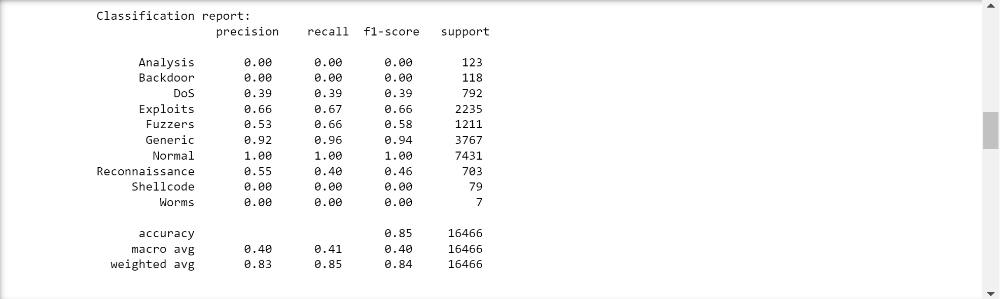 Classification report:
precision recall f1-score support
Analysis 0.00 0.00 0.00 123
Backdoor 0.00 0.00 0.00 118
DoS 0.39 0.39 0.39 792
Exploits 0.66 0.67 0.66 2235
Fuzzers 0.53 0.66 0.58 1211
Generic 0.92 0.96 0.94 3767
Normal 1.00 1.00 1.00 7431
Reconnaissance 0.55 0.40 0.46 703
Shellcode 0.00 0.00 0.00 79
Worms 0.00 0.00 0.00 7
accuracy 0.85 16466
macro avg 0.40 0.41 0.40 16466
weighted avg 0.83 0.85 0.84 16466